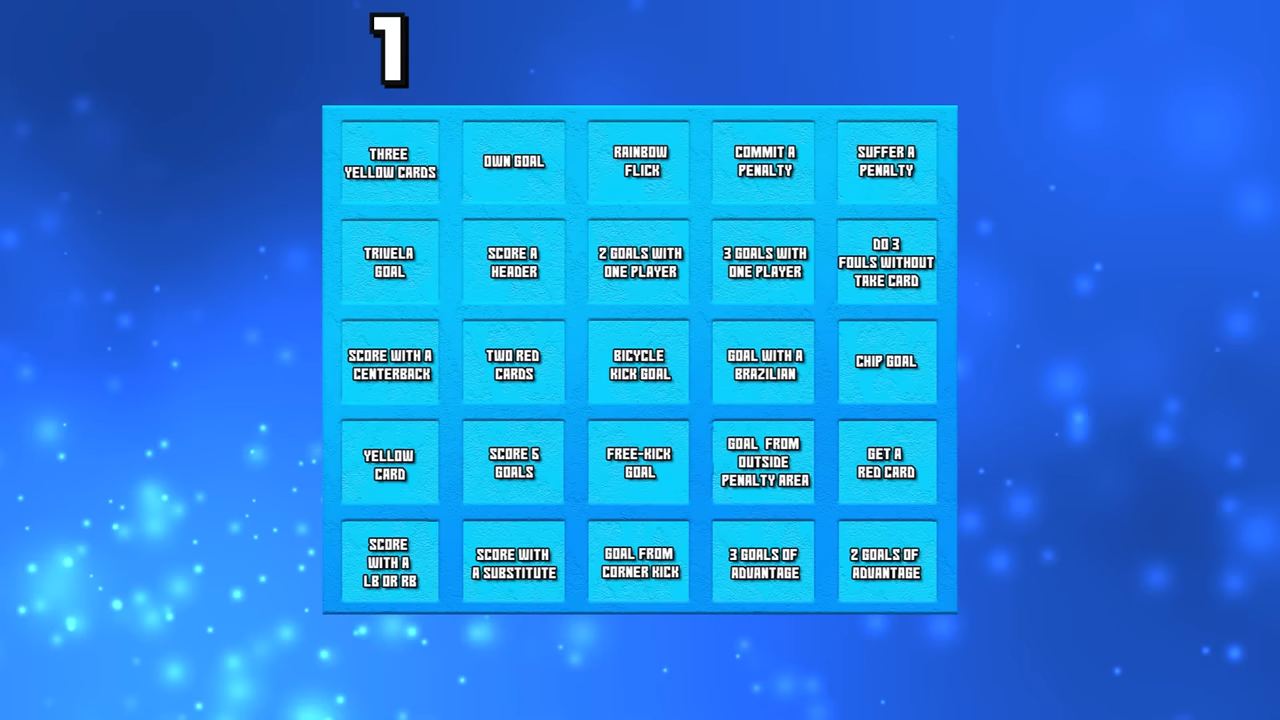 1
THREE
YELLOW CARDS
OWN GOAL
RAINBOW
FLICK
COMMIT A
PENALTY
SUFFER A
PENALTY
TRIVELA
GOAL
SCORE A
HEADER
2 GOALS WITH
ONE PLAYER
3 GOALS WITH
ONE PLAYER
DO 3
FOULS WITHOUT
TAKE CARD
SCORE WITH A
CENTERBACK
TWO RED
CARDS
BICYCLE
KICK GOAL
GOAL WITH A
BRAZILIAN
CHIP GOAL
YELLOW
CARD
SCORE 5
GOALS
FREE-KICK
GOAL
GOAL FROM
OUTSIDE
PENALTY AREA
GET A
RED CARD
SCORE
WITH A
LB OR RB
SCORE WITH
A SUBSTITUTE
GOAL FROM
CORNER KICK
3 GOALS OF
ADVANTAGE
2 GOALS OF
ADVANTAGE